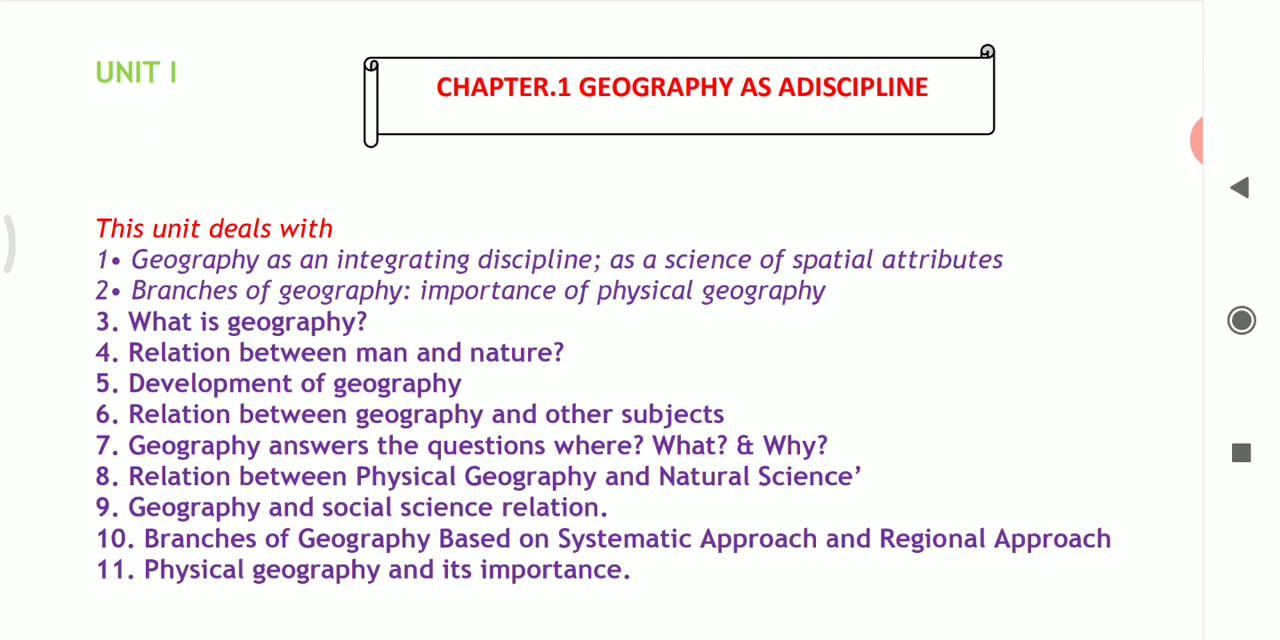 UNIT I
CHAPTER.1 GEOGRAPHY AS ADISCIPLINE
This unit deals with
1• Geography as an integrating discipline; as a science of spatial attributes
2• Branches of geography: importance of physical geography
3. What is geography?
4. Relation between man and nature?
5. Development of geography
6. Relation between geography and other subjects
7. Geography answers the questions where? What? & Why?
8. Relation between Physical Geography and Natural Science’
9. Geography and social science relation.
10. Branches of Geography Based on Systematic Approach and Regional Approach
11. Physical geography and its importance.